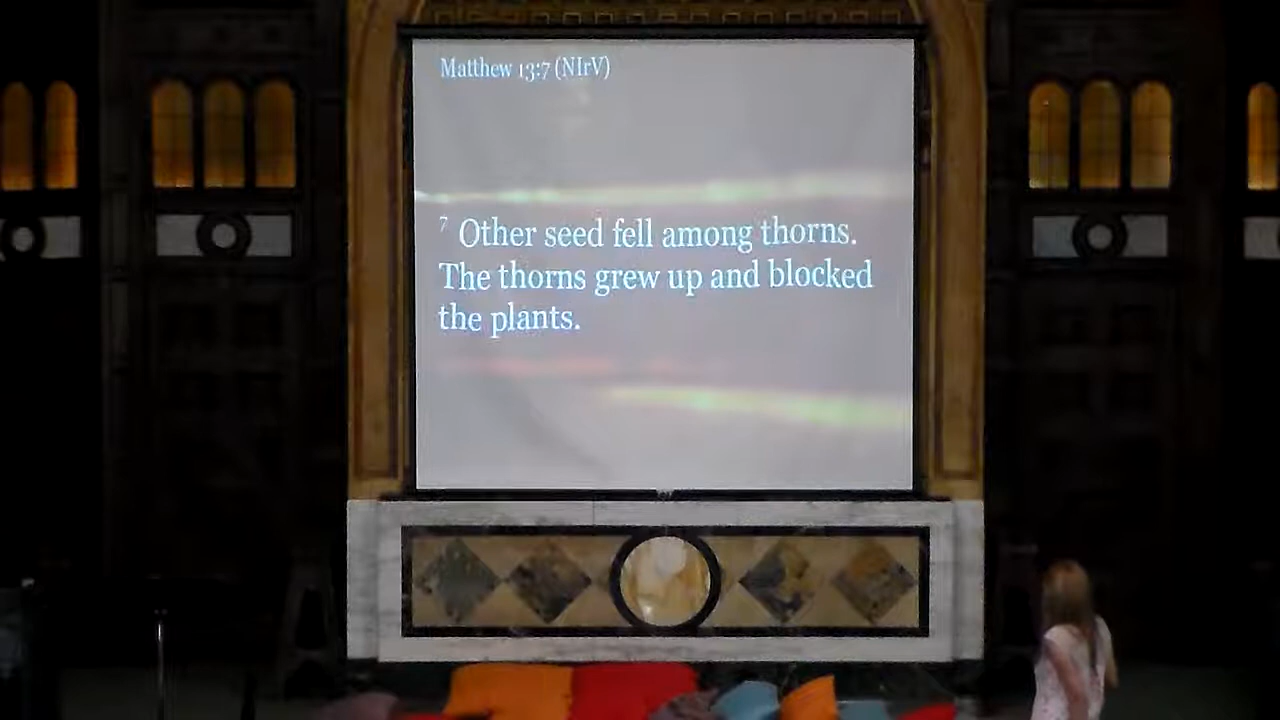 Matthew 13:7 (NIrV)
7 Other seed fell among thorns.
The thorns grew up and blocked
the plants.